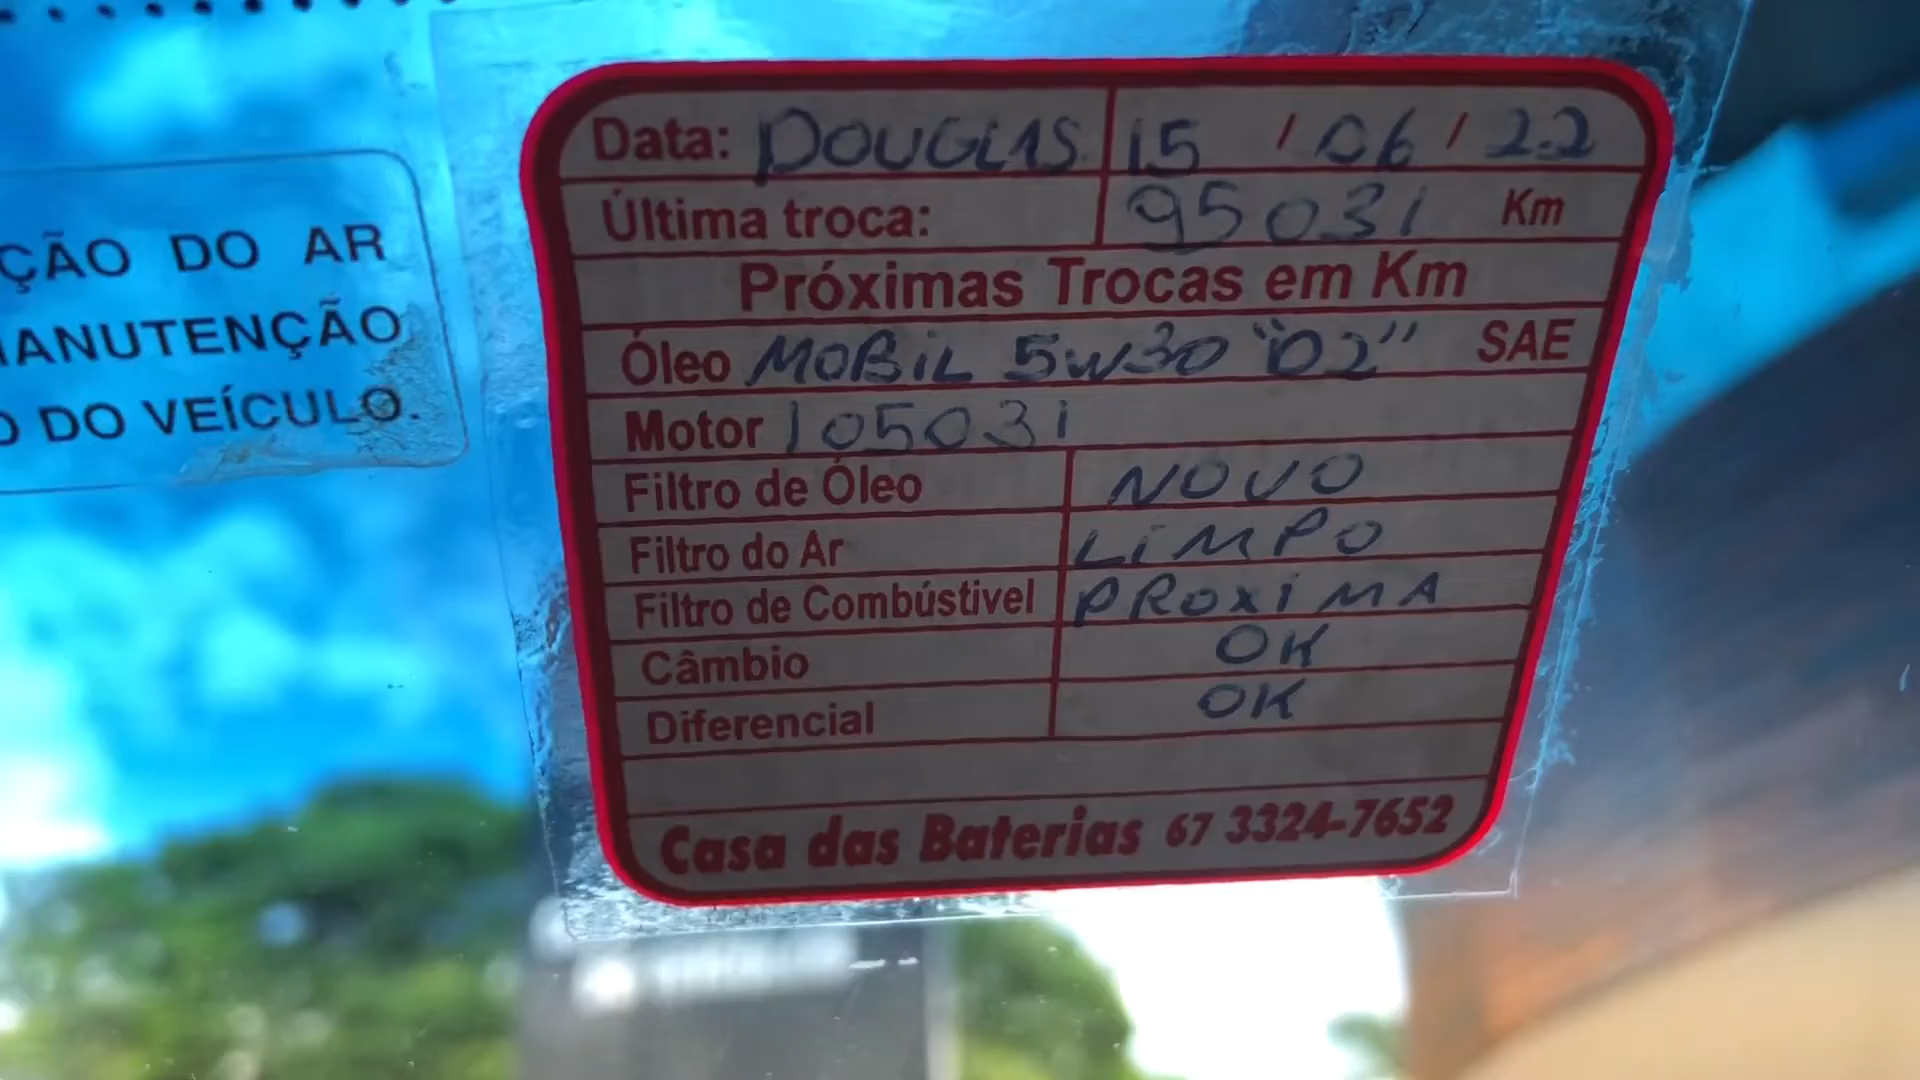 ÇÃO DO AR
MANUTENÇÃO
O DO VEÍCULO.
Data: DOUGLAS 15 / 06 / 22
Última troca: 95031 Km
Próximas Trocas em Km
Óleo MOBIL 5W30 "D2" SAE
Motor 105031
Filtro de Óleo NOVO
Filtro do Ar LIMPO
Filtro de Combústivel PROXIMA
Câmbio OK
Diferencial OK
Casa das Baterias 67 3324-7652